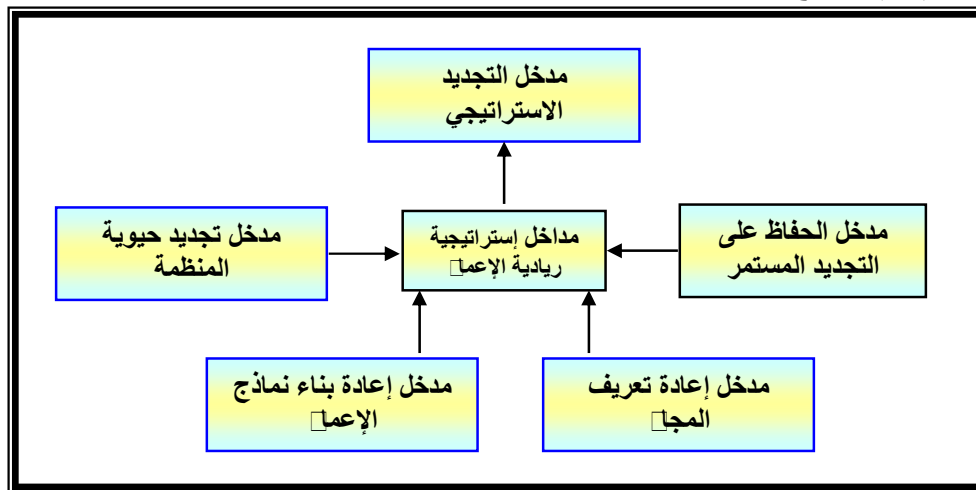 مدخل التجديد
الاستراتيجي
مدخل الحفاظ على
التجديد المستمر
مداخل إستراتيجية
ريادية الإعما□
مدخل تجديد حيوية
المنظمة
مدخل إعادة تعريف
المجا□
مدخل إعادة بناء نماذج
الإعما□